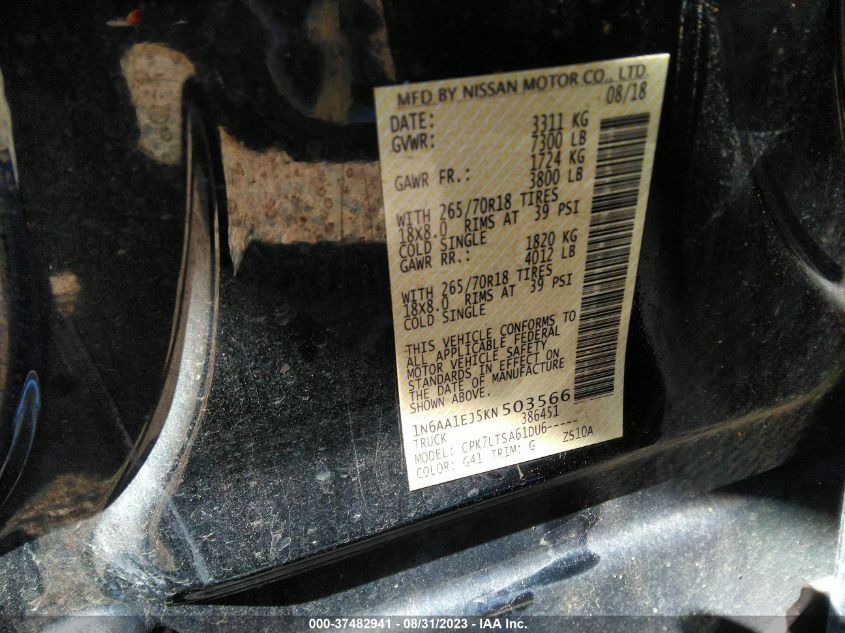 MFD BY NISSAN MOTOR CO., LTD.
DATE: 08/18
GVWR: 3311 KG
7300 LB
GAWR FR.: 1724 KG
3800 LB
WITH 265/70R18 TIRES
18X8.0 RIMS AT 39 PSI
COLD SINGLE
GAWR RR.: 1820 KG
4012 LB
WITH 265/70R18 TIRES
18X8.0 RIMS AT 39 PSI
COLD SINGLE
THIS VEHICLE CONFORMS TO
ALL APPLICABLE FEDERAL
MOTOR VEHICLE SAFETY
STANDARDS IN EFFECT ON
THE DATE OF MANUFACTURE
SHOWN ABOVE.
1N6AA1EJ5KN503566
TRUCK 386451
MODEL: CPK7LTSA61DU6-----
COLOR: G41 TRIM: G ZS10A
000-37482941 - 08/31/2023 - IAA Inc.